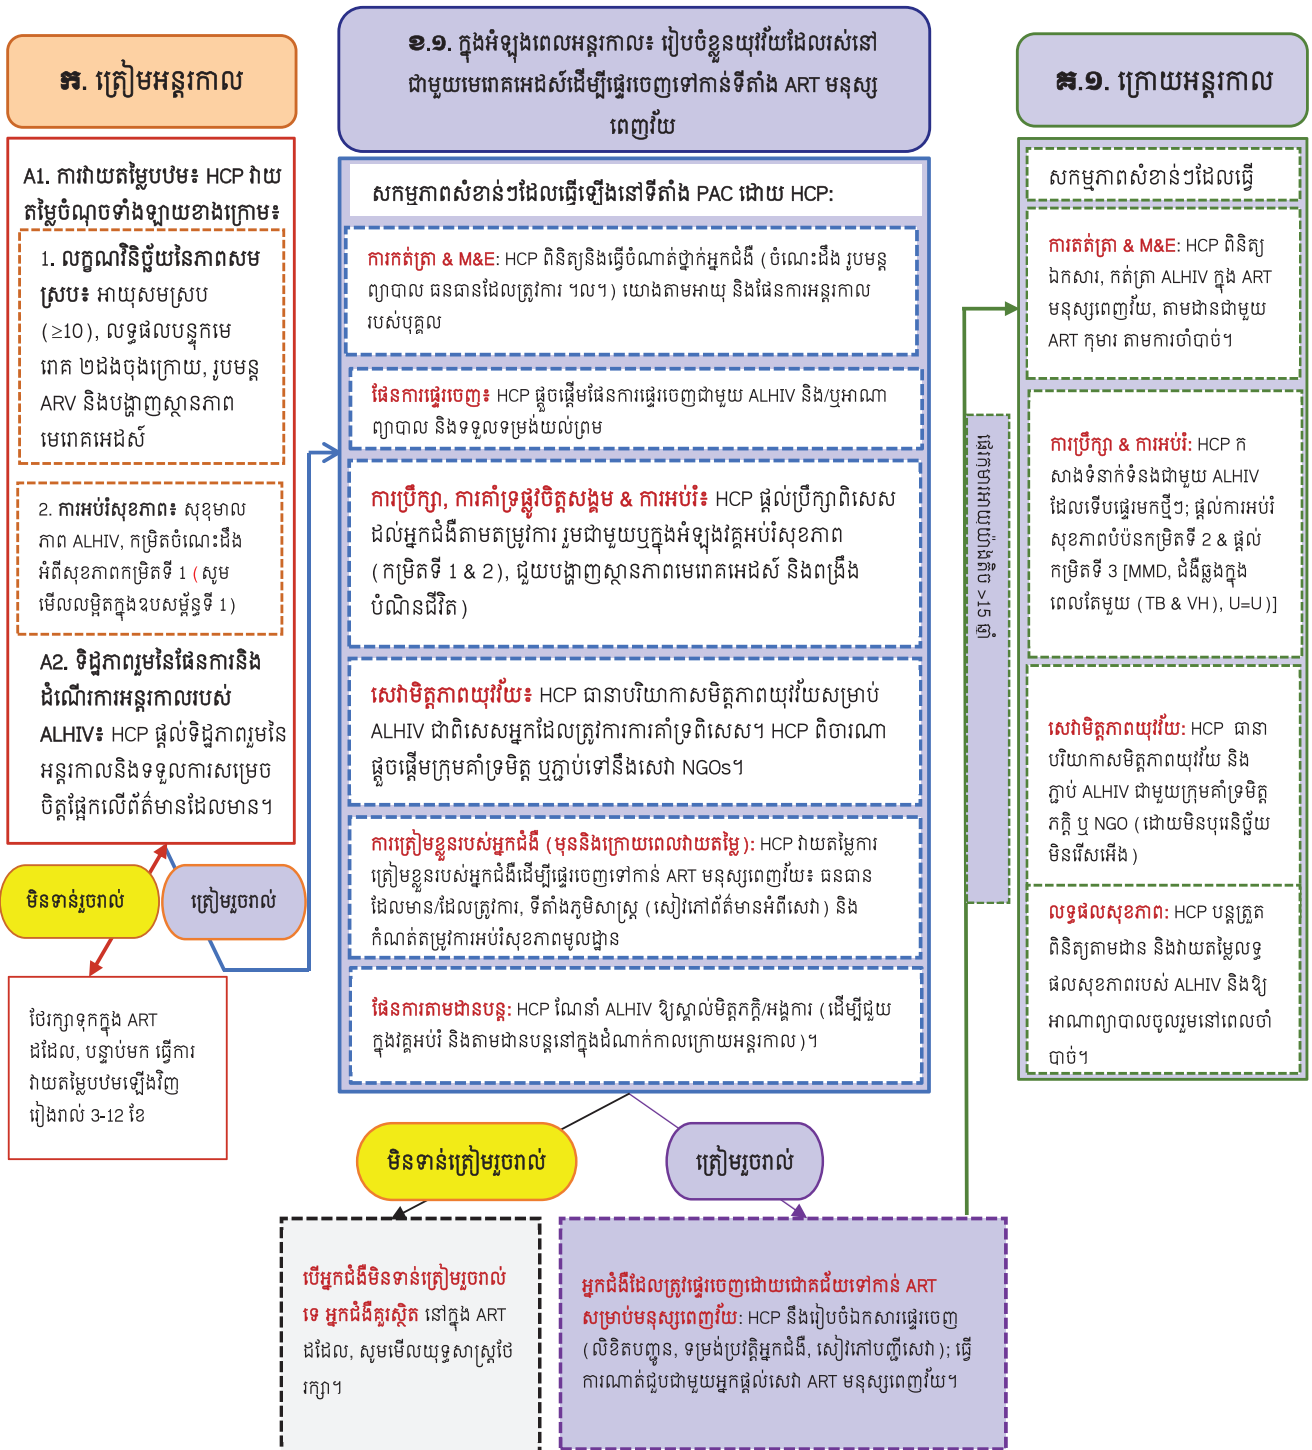 ក. ត្រៀមអន្តរកាល
A1. ការវាយតម្លៃបឋម៖ HCP វាយ
តម្លៃចំណុចទាំងឡាយខាងក្រោម៖
1. លក្ខណវិនិច្ឆ័យនៃភាពសម
ស្រប៖ អាយុសមស្រប
(≥10), លទ្ធផលបន្ទុកមេ
រោគ ២ដងចុងក្រោយ, រូបមន្ត
ARV និងបង្ហាញស្ថានភាព
មេរោគអេដស៍
2. ការអប់រំសុខភាព៖ សុខុមាល
ភាព ALHIV, កម្រិតចំណេះដឹង
អំពីសុខភាពកម្រិតទី 1 (សូម
មើលលម្អិតក្នុងឧបសម្ព័ន្ធទី 1)
A2. ទិដ្ឋភាពរួមនៃផែនការនិង
ដំណើរការអន្តរកាលរបស់
ALHIV៖ HCP ផ្តល់ទិដ្ឋភាពរួមនៃ
អន្តរកាលនិងទទួលការសម្រេច
ចិត្តផ្អែកលើព័ត៌មានដែលមាន។
មិនទាន់រួចរាល់
ត្រៀមរួចរាល់
ថែរក្សាទុកក្នុង ART
ដដែល, បន្ទាប់មក ធ្វើការ
វាយតម្លៃបឋមឡើងវិញ
រៀងរាល់ 3-12 ខែ
ខ.១. ក្នុងអំឡុងពេលអន្តរកាល៖ រៀបចំខ្លួនយុវវ័យដែលរស់នៅ
ជាមួយមេរោគអេដស៍ដើម្បីផ្ទេរចេញទៅកាន់ទីតាំង ART មនុស្ស
ពេញវ័យ
សកម្មភាពសំខាន់ៗដែលធ្វើឡើងនៅទីតាំង PAC ដោយ HCP:
ការកត់ត្រា & M&E: HCP ពិនិត្យនិងធ្វើចំណាត់ថ្នាក់អ្នកជំងឺ (ចំណេះដឹង រូបមន្ត
ព្យាបាល ធនធានដែលត្រូវការ ។ល។) យោងតាមអាយុ និងផែនការអន្តរកាល
របស់បុគ្គល
ផែនការផ្ទេរចេញ៖ HCP ផ្តួចផ្តើមផែនការផ្ទេរចេញជាមួយ ALHIV និង/ឬអាណា
ព្យាបាល និងទទួលទម្រង់យល់ព្រម
ការប្រឹក្សា, ការគាំទ្រផ្លូវចិត្តសង្គម & ការអប់រំ៖ HCP ផ្តល់ប្រឹក្សាពិសេស
ដល់អ្នកជំងឺតាមតម្រូវការ រួមជាមួយឬក្នុងអំឡុងវគ្គអប់រំសុខភាព
(កម្រិតទី 1 & 2), ជួយបង្ហាញស្ថានភាពមេរោគអេដស៍ និងពង្រឹង
បំណិនជីវិត)
សេវាមិត្តភាពយុវវ័យ៖ HCP ធានាបរិយាកាសមិត្តភាពយុវវ័យសម្រាប់
ALHIV ជាពិសេសអ្នកដែលត្រូវការការគាំទ្រពិសេស។ HCP ពិចារណា
ផ្តួចផ្តើមក្រុមគាំទ្រមិត្ត ឬភ្ជាប់ទៅនឹងសេវា NGOs។
ការត្រៀមខ្លួនរបស់អ្នកជំងឺ (មុននិងក្រោយពេលវាយតម្លៃ): HCP វាយតម្លៃការ
ត្រៀមខ្លួនរបស់អ្នកជំងឺដើម្បីផ្ទេរចេញទៅកាន់ ART មនុស្សពេញវ័យ៖ ធនធាន
ដែលមាន/ដែលត្រូវការ, ទីតាំងភូមិសាស្ត្រ (សៀវភៅព័ត៌មានអំពីសេវា) និង
កំណត់តម្រូវការអប់រំសុខភាពមូលដ្ឋាន
ផែនការតាមដានបន្ត: HCP ណែនាំ ALHIV ឱ្យស្គាល់មិត្តភក្តិ/អង្គការ (ដើម្បីជួយ
ក្នុងវគ្គអប់រំ និងតាមដានបន្តនៅក្នុងដំណាក់កាលក្រោយអន្តរកាល)។
មិនទាន់ត្រៀមរួចរាល់
ត្រៀមរួចរាល់
បើអ្នកជំងឺមិនទាន់ត្រៀមរួចរាល់
ទេ អ្នកជំងឺគួរស្ថិត នៅក្នុង ART
ដដែល, សូមមើលយុទ្ធសាស្ត្រថែ
រក្សា។
អ្នកជំងឺដែលត្រូវផ្ទេរចេញដោយជោគជ័យទៅកាន់ ART
សម្រាប់មនុស្សពេញវ័យ: HCP នឹងរៀបចំឯកសារផ្ទេរចេញ
(លិខិតបញ្ជូន, ទម្រង់ប្រវត្តិអ្នកជំងឺ, សៀវភៅបញ្ជីសេវា); ធ្វើ
ការណាត់ជួបជាមួយអ្នកផ្តល់សេវា ART មនុស្សពេញវ័យ។
ផ្ទេរកុមារអាយុយ៉ាងតិច >15 ឆ្នាំ
គ.១. ក្រោយអន្តរកាល
សកម្មភាពសំខាន់ៗដែលធ្វើ
ការតត់ត្រា & M&E: HCP ពិនិត្យ
ឯកសារ, កត់ត្រា ALHIV ក្នុង ART
មនុស្សពេញវ័យ, តាមដានជាមួយ
ART កុមារ តាមការចាំបាច់។
ការប្រឹក្សា & ការអប់រំ: HCP ក
សាងទំនាក់ទំនងជាមួយ ALHIV
ដែលទើបផ្ទេរមកថ្មីៗ; ផ្តល់ការអប់រំ
សុខភាពបំប៉នកម្រិតទី 2 & ផ្តល់
កម្រិតទី 3 [MMD, ជំងឺឆ្លងក្នុង
ពេលតែមួយ (TB & VH), U=U)]
សេវាមិត្តភាពយុវវ័យ: HCP ធានា
បរិយាកាសមិត្តភាពយុវវ័យ និង
ភ្ជាប់ ALHIV ជាមួយក្រុមគាំទ្រមិត្ត
ភក្តិ ឬ NGO (ដោយមិនបុរេនិច្ឆ័យ
មិនរើសអើង)
លទ្ធផលសុខភាព: HCP បន្តត្រួត
ពិនិត្យតាមដាន និងវាយតម្លៃលទ្ធ
ផលសុខភាពរបស់ ALHIV និងឱ្យ
អាណាព្យាបាលចូលរួមនៅពេលចាំ
បាច់។